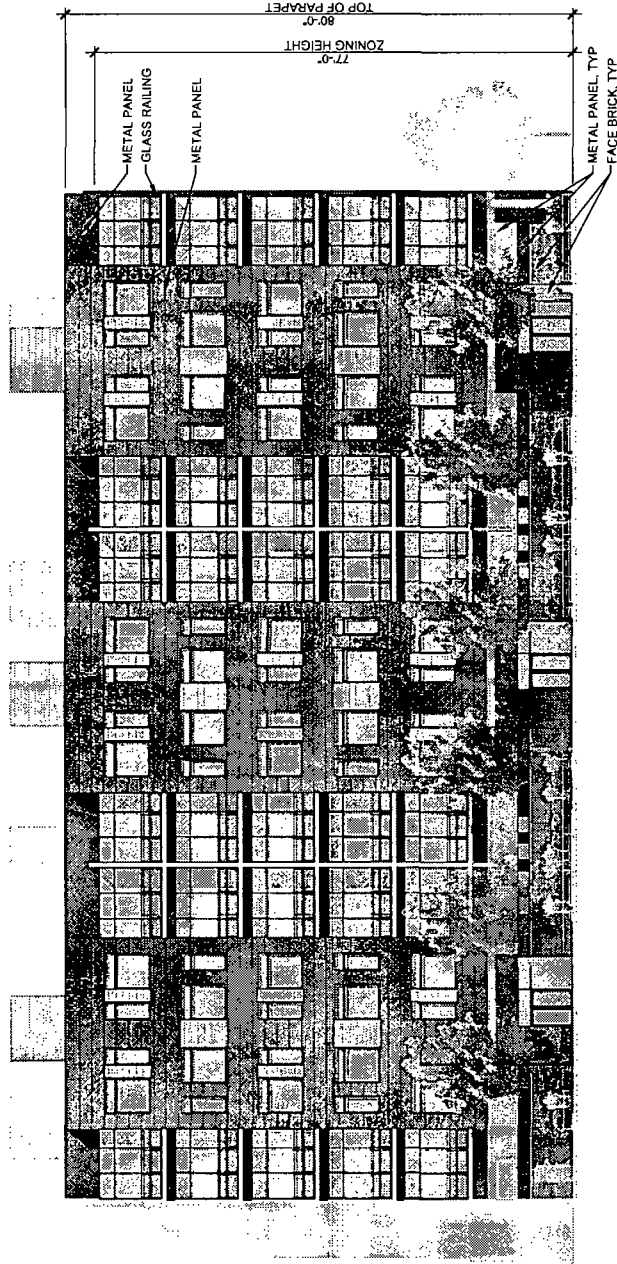 80'-0"
TOP OF PARAPET
77'-0"
ZONING HEIGHT
METAL PANEL
GLASS RAILING
METAL PANEL
METAL PANEL, TYP
FACE BRICK, TYP